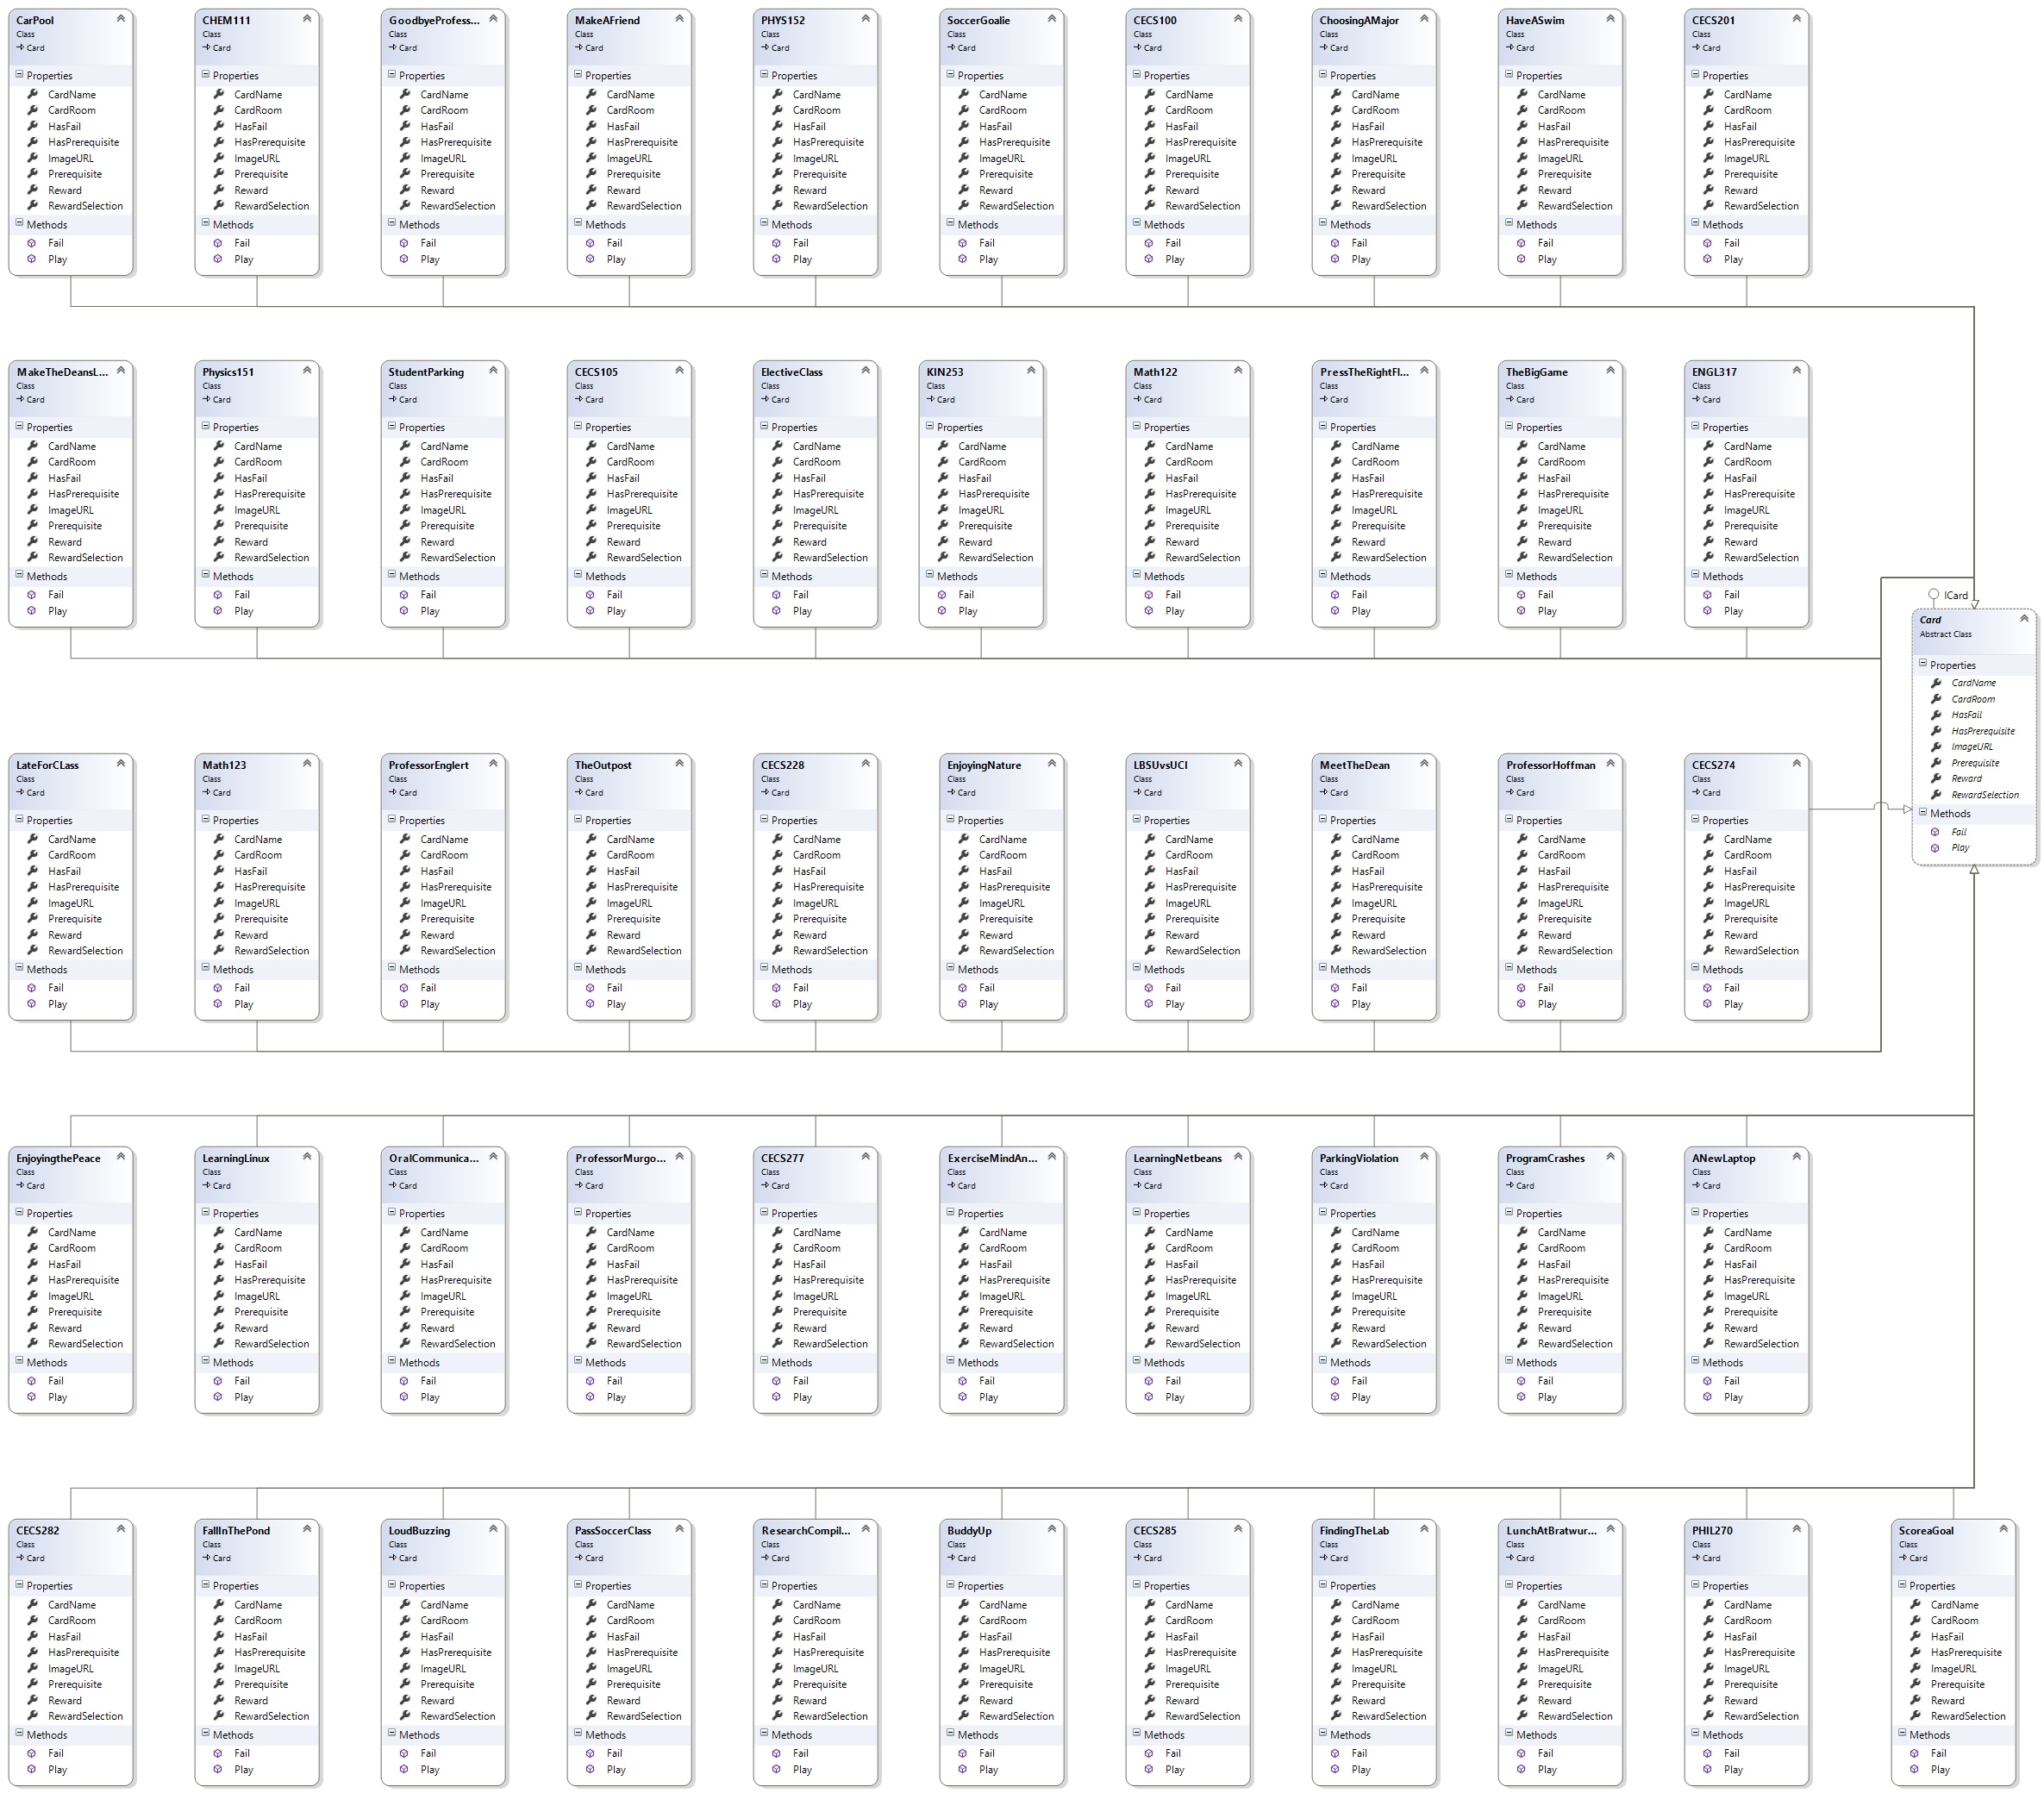 CarPool
Class
Card
Properties
CardName
CardRoom
HasFail
HasPrerequisite
ImageURL
Prerequisite
Reward
RewardSelection
Methods
Fail
Play
CHEM111
Class
Card
Properties
CardName
CardRoom
HasFail
HasPrerequisite
ImageURL
Prerequisite
Reward
RewardSelection
Methods
Fail
Play
GoodbyeProfess...
Class
Card
Properties
CardName
CardRoom
HasFail
HasPrerequisite
ImageURL
Prerequisite
Reward
RewardSelection
Methods
Fail
Play
MakeAFriend
Class
Card
Properties
CardName
CardRoom
HasFail
HasPrerequisite
ImageURL
Prerequisite
Reward
RewardSelection
Methods
Fail
Play
PHYS152
Class
Card
Properties
CardName
CardRoom
HasFail
HasPrerequisite
ImageURL
Prerequisite
Reward
RewardSelection
Methods
Fail
Play
SoccerGoalie
Class
Card
Properties
CardName
CardRoom
HasFail
HasPrerequisite
ImageURL
Prerequisite
Reward
RewardSelection
Methods
Fail
Play
CECS100
Class
Card
Properties
CardName
CardRoom
HasFail
HasPrerequisite
ImageURL
Prerequisite
Reward
RewardSelection
Methods
Fail
Play
ChoosingAMajor
Class
Card
Properties
CardName
CardRoom
HasFail
HasPrerequisite
ImageURL
Prerequisite
Reward
RewardSelection
Methods
Fail
Play
HaveASwim
Class
Card
Properties
CardName
CardRoom
HasFail
HasPrerequisite
ImageURL
Prerequisite
Reward
RewardSelection
Methods
Fail
Play
CECS201
Class
Card
Properties
CardName
CardRoom
HasFail
HasPrerequisite
ImageURL
Prerequisite
Reward
RewardSelection
Methods
Fail
Play
MakeTheDeansL...
Class
Card
Properties
CardName
CardRoom
HasFail
HasPrerequisite
ImageURL
Prerequisite
Reward
RewardSelection
Methods
Fail
Play
Physics151
Class
Card
Properties
CardName
CardRoom
HasFail
HasPrerequisite
ImageURL
Prerequisite
Reward
RewardSelection
Methods
Fail
Play
StudentParking
Class
Card
Properties
CardName
CardRoom
HasFail
HasPrerequisite
ImageURL
Prerequisite
Reward
RewardSelection
Methods
Fail
Play
CECS105
Class
Card
Properties
CardName
CardRoom
HasFail
HasPrerequisite
ImageURL
Prerequisite
Reward
RewardSelection
Methods
Fail
Play
ElectiveClass
Class
Card
Properties
CardName
CardRoom
HasFail
HasPrerequisite
ImageURL
Prerequisite
Reward
RewardSelection
Methods
Fail
Play
KIN253
Class
Card
Properties
CardName
CardRoom
HasFail
HasPrerequisite
ImageURL
Prerequisite
Reward
RewardSelection
Methods
Fail
Play
Math122
Class
Card
Properties
CardName
CardRoom
HasFail
HasPrerequisite
ImageURL
Prerequisite
Reward
RewardSelection
Methods
Fail
Play
PressTheRightFl...
Class
Card
Properties
CardName
CardRoom
HasFail
HasPrerequisite
ImageURL
Prerequisite
Reward
RewardSelection
Methods
Fail
Play
TheBigGame
Class
Card
Properties
CardName
CardRoom
HasFail
HasPrerequisite
ImageURL
Prerequisite
Reward
RewardSelection
Methods
Fail
Play
ENGL317
Class
Card
Properties
CardName
CardRoom
HasFail
HasPrerequisite
ImageURL
Prerequisite
Reward
RewardSelection
Methods
Fail
Play
ICard
Card
Abstract Class
Properties
CardName
CardRoom
HasFail
HasPrerequisite
ImageURL
Prerequisite
Reward
RewardSelection
Methods
Fail
Play
LateForCLass
Class
Card
Properties
CardName
CardRoom
HasFail
HasPrerequisite
ImageURL
Prerequisite
Reward
RewardSelection
Methods
Fail
Play
Math123
Class
Card
Properties
CardName
CardRoom
HasFail
HasPrerequisite
ImageURL
Prerequisite
Reward
RewardSelection
Methods
Fail
Play
ProfessorEnglert
Class
Card
Properties
CardName
CardRoom
HasFail
HasPrerequisite
ImageURL
Prerequisite
Reward
RewardSelection
Methods
Fail
Play
TheOutpost
Class
Card
Properties
CardName
CardRoom
HasFail
HasPrerequisite
ImageURL
Prerequisite
Reward
RewardSelection
Methods
Fail
Play
CECS228
Class
Card
Properties
CardName
CardRoom
HasFail
HasPrerequisite
ImageURL
Prerequisite
Reward
RewardSelection
Methods
Fail
Play
EnjoyingNature
Class
Card
Properties
CardName
CardRoom
HasFail
HasPrerequisite
ImageURL
Prerequisite
Reward
RewardSelection
Methods
Fail
Play
LBSUvsUCI
Class
Card
Properties
CardName
CardRoom
HasFail
HasPrerequisite
ImageURL
Prerequisite
Reward
RewardSelection
Methods
Fail
Play
MeetTheDean
Class
Card
Properties
CardName
CardRoom
HasFail
HasPrerequisite
ImageURL
Prerequisite
Reward
RewardSelection
Methods
Fail
Play
ProfessorHoffman
Class
Card
Properties
CardName
CardRoom
HasFail
HasPrerequisite
ImageURL
Prerequisite
Reward
RewardSelection
Methods
Fail
Play
CECS274
Class
Card
Properties
CardName
CardRoom
HasFail
HasPrerequisite
ImageURL
Prerequisite
Reward
RewardSelection
Methods
Fail
Play
EnjoyingthePeace
Class
Card
Properties
CardName
CardRoom
HasFail
HasPrerequisite
ImageURL
Prerequisite
Reward
RewardSelection
Methods
Fail
Play
LearningLinux
Class
Card
Properties
CardName
CardRoom
HasFail
HasPrerequisite
ImageURL
Prerequisite
Reward
RewardSelection
Methods
Fail
Play
OralCommunica...
Class
Card
Properties
CardName
CardRoom
HasFail
HasPrerequisite
ImageURL
Prerequisite
Reward
RewardSelection
Methods
Fail
Play
ProfessorMurgo...
Class
Card
Properties
CardName
CardRoom
HasFail
HasPrerequisite
ImageURL
Prerequisite
Reward
RewardSelection
Methods
Fail
Play
CECS277
Class
Card
Properties
CardName
CardRoom
HasFail
HasPrerequisite
ImageURL
Prerequisite
Reward
RewardSelection
Methods
Fail
Play
ExerciseMindAn...
Class
Card
Properties
CardName
CardRoom
HasFail
HasPrerequisite
ImageURL
Prerequisite
Reward
RewardSelection
Methods
Fail
Play
LearningNetbeans
Class
Card
Properties
CardName
CardRoom
HasFail
HasPrerequisite
ImageURL
Prerequisite
Reward
RewardSelection
Methods
Fail
Play
ParkingViolation
Class
Card
Properties
CardName
CardRoom
HasFail
HasPrerequisite
ImageURL
Prerequisite
Reward
RewardSelection
Methods
Fail
Play
ProgramCrashes
Class
Card
Properties
CardName
CardRoom
HasFail
HasPrerequisite
ImageURL
Prerequisite
Reward
RewardSelection
Methods
Fail
Play
ANewLaptop
Class
Card
Properties
CardName
CardRoom
HasFail
HasPrerequisite
ImageURL
Prerequisite
Reward
RewardSelection
Methods
Fail
Play
CECS282
Class
Card
Properties
CardName
CardRoom
HasFail
HasPrerequisite
ImageURL
Prerequisite
Reward
RewardSelection
Methods
Fail
Play
FallInThePond
Class
Card
Properties
CardName
CardRoom
HasFail
HasPrerequisite
ImageURL
Prerequisite
Reward
RewardSelection
Methods
Fail
Play
LoudBuzzing
Class
Card
Properties
CardName
CardRoom
HasFail
HasPrerequisite
ImageURL
Prerequisite
Reward
RewardSelection
Methods
Fail
Play
PassSoccerClass
Class
Card
Properties
CardName
CardRoom
HasFail
HasPrerequisite
ImageURL
Prerequisite
Reward
RewardSelection
Methods
Fail
Play
ResearchCompil...
Class
Card
Properties
CardName
CardRoom
HasFail
HasPrerequisite
ImageURL
Prerequisite
Reward
RewardSelection
Methods
Fail
Play
BuddyUp
Class
Card
Properties
CardName
CardRoom
HasFail
HasPrerequisite
ImageURL
Prerequisite
Reward
RewardSelection
Methods
Fail
Play
CECS285
Class
Card
Properties
CardName
CardRoom
HasFail
HasPrerequisite
ImageURL
Prerequisite
Reward
RewardSelection
Methods
Fail
Play
FindingTheLab
Class
Card
Properties
CardName
CardRoom
HasFail
HasPrerequisite
ImageURL
Prerequisite
Reward
RewardSelection
Methods
Fail
Play
LunchAtBratwur...
Class
Card
Properties
CardName
CardRoom
HasFail
HasPrerequisite
ImageURL
Prerequisite
Reward
RewardSelection
Methods
Fail
Play
PHIL270
Class
Card
Properties
CardName
CardRoom
HasFail
HasPrerequisite
ImageURL
Prerequisite
Reward
RewardSelection
Methods
Fail
Play
ScoreaGoal
Class
Card
Properties
CardName
CardRoom
HasFail
HasPrerequisite
ImageURL
Prerequisite
Reward
RewardSelection
Methods
Fail
Play